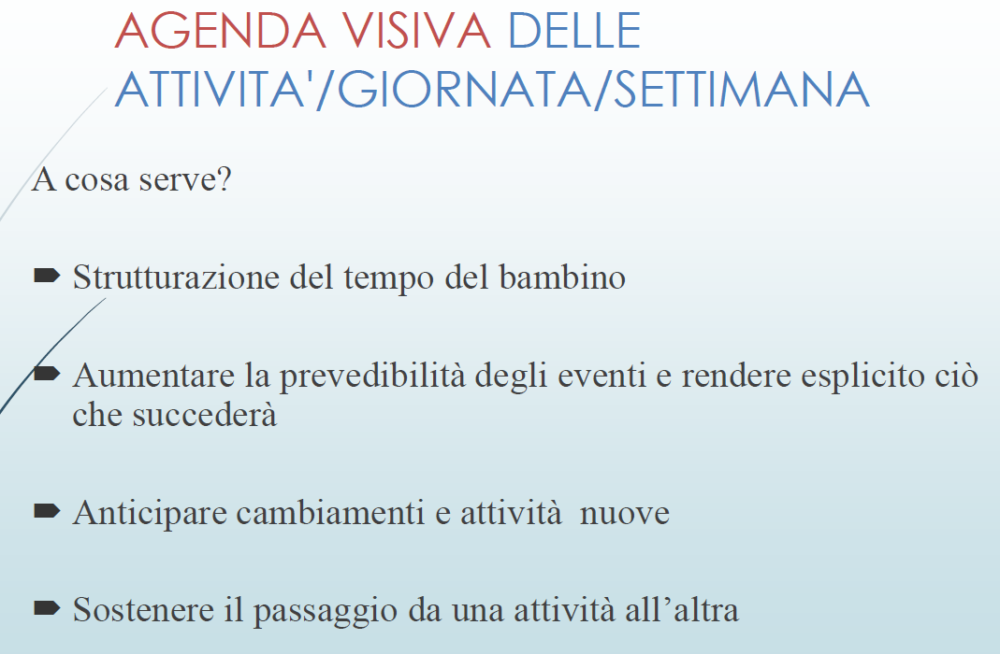 AGENDA VISIVA DELLE
ATTIVITA'/GIORNATA/SETTIMANA
A cosa serve?
Strutturazione del tempo del bambino
Aumentare la prevedibilità degli eventi e rendere esplicito ciò
che succederà
Anticipare cambiamenti e attività nuove
Sostenere il passaggio da una attività all’altra